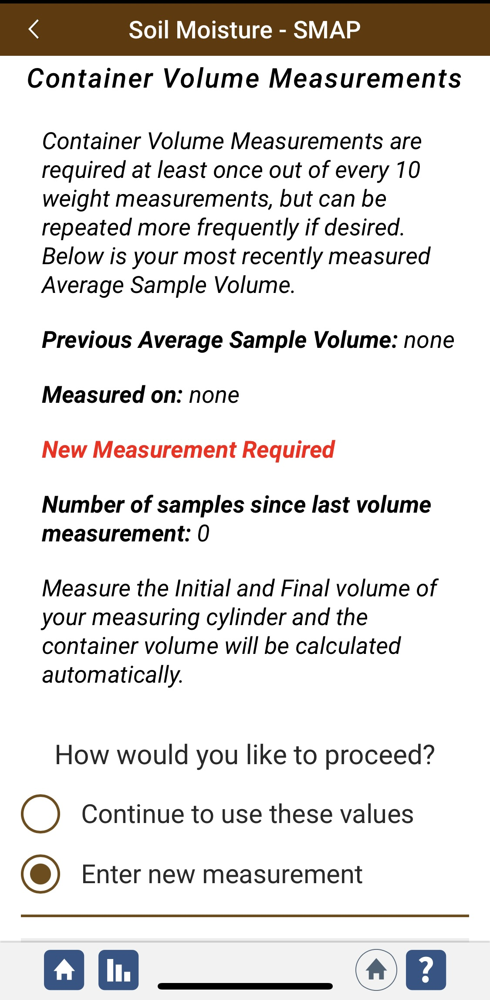 Soil Moisture - SMAP
Container Volume Measurements
Container Volume Measurements are
required at least once out of every 10
weight measurements, but can be
repeated more frequently if desired.
Below is your most recently measured
Average Sample Volume.
Previous Average Sample Volume: none
Measured on: none
New Measurement Required
Number of samples since last volume
measurement: 0
Measure the Initial and Final volume of
your measuring cylinder and the
container volume will be calculated
automatically.
How would you like to proceed?
Continue to use these values
Enter new measurement
?